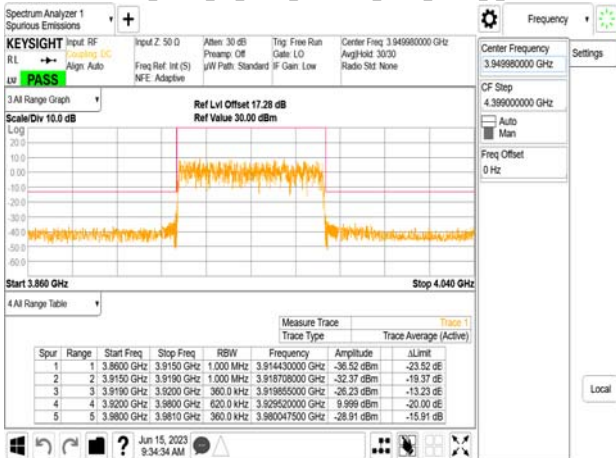 Spectrum Analyzer 1
Spurious Emissions
Frequency
KEYSIGHT Input: RF
RL
Coupling: DC
Align: Auto
LV PASS
Input Z: 50 Ω
Freq Ref: Int (S)
NFE: Adaptive
Atten: 30 dB
Preamp: Off
µW Path: Standard
Trig: Free Run
Gate: LO
IF Gain: Low
Center Freq: 3.949980000 GHz
Avg|Hold: 30/30
Radio Std: None
Center Frequency
3.949980000 GHz
Settings
CF Step
4.399000000 GHz
Auto
Man
Freq Offset
0 Hz
Local
3 All Range Graph
Scale/Div 10.0 dB
Ref Lvl Offset 17.28 dB
Ref Value 30.00 dBm
Log
20.0
10.0
0.00
-10.0
-20.0
-30.0
-40.0
-50.0
-60.0
Start 3.860 GHz
Stop 4.040 GHz
4 All Range Table
Measure Trace Trace 1
Trace Type Trace Average (Active)
Spur Range Start Freq Stop Freq RBW Frequency Amplitude ΔLimit
1 1 3.8600 GHz 3.9150 GHz 1.000 MHz 3.914430000 GHz -36.52 dBm -23.52 dB
2 2 3.9150 GHz 3.9190 GHz 1.000 MHz 3.918708000 GHz -32.37 dBm -19.37 dB
3 3 3.9190 GHz 3.9200 GHz 360.0 kHz 3.919855000 GHz -26.23 dBm -13.23 dB
4 4 3.9200 GHz 3.9800 GHz 620.0 kHz 3.929520000 GHz 9.999 dBm -20.00 dB
5 5 3.9800 GHz 3.9810 GHz 360.0 kHz 3.980047500 GHz -28.91 dBm -15.91 dB
Jun 15, 2023
9:34:34 AM